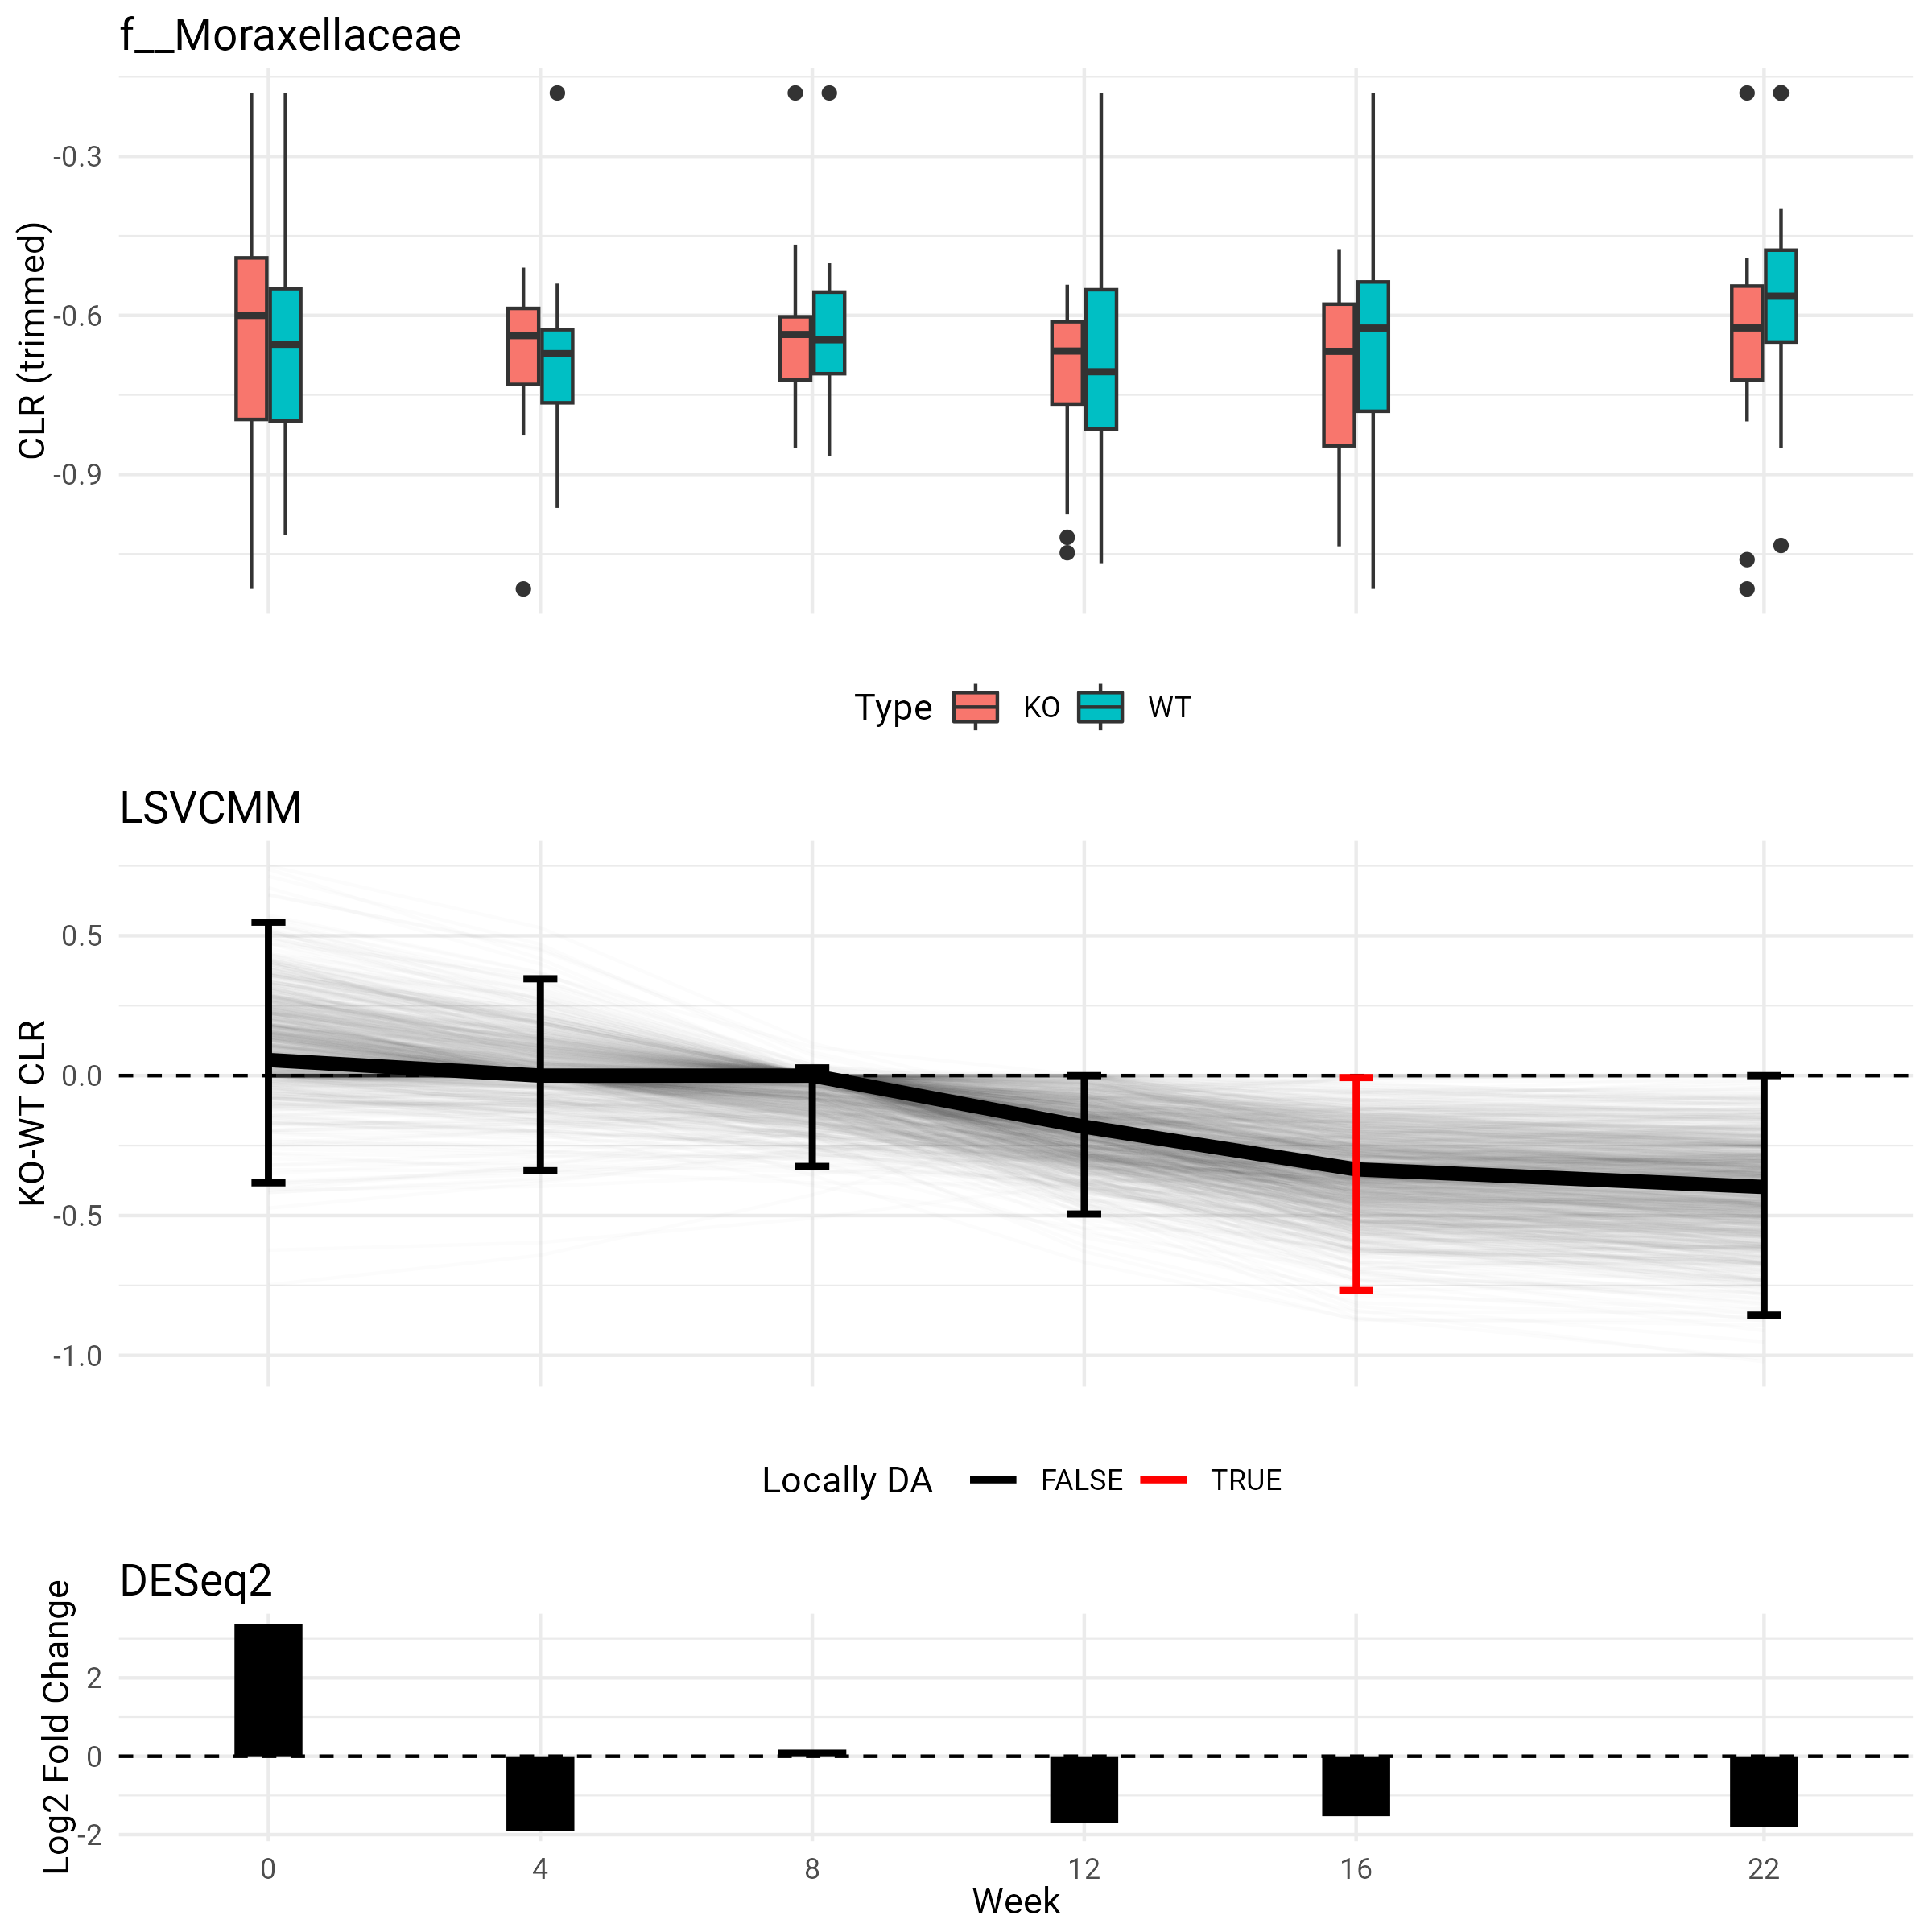 f__Moraxellaceae
CLR (trimmed)
-0.3
-0.6
-0.9
Type KO WT
LSVCMM
KO-WT CLR
0.5
0.0
-0.5
-1.0
Locally DA FALSE TRUE
DESeq2
Log2 Fold Change
2
0
-2
0 4 8 12 16 22
Week